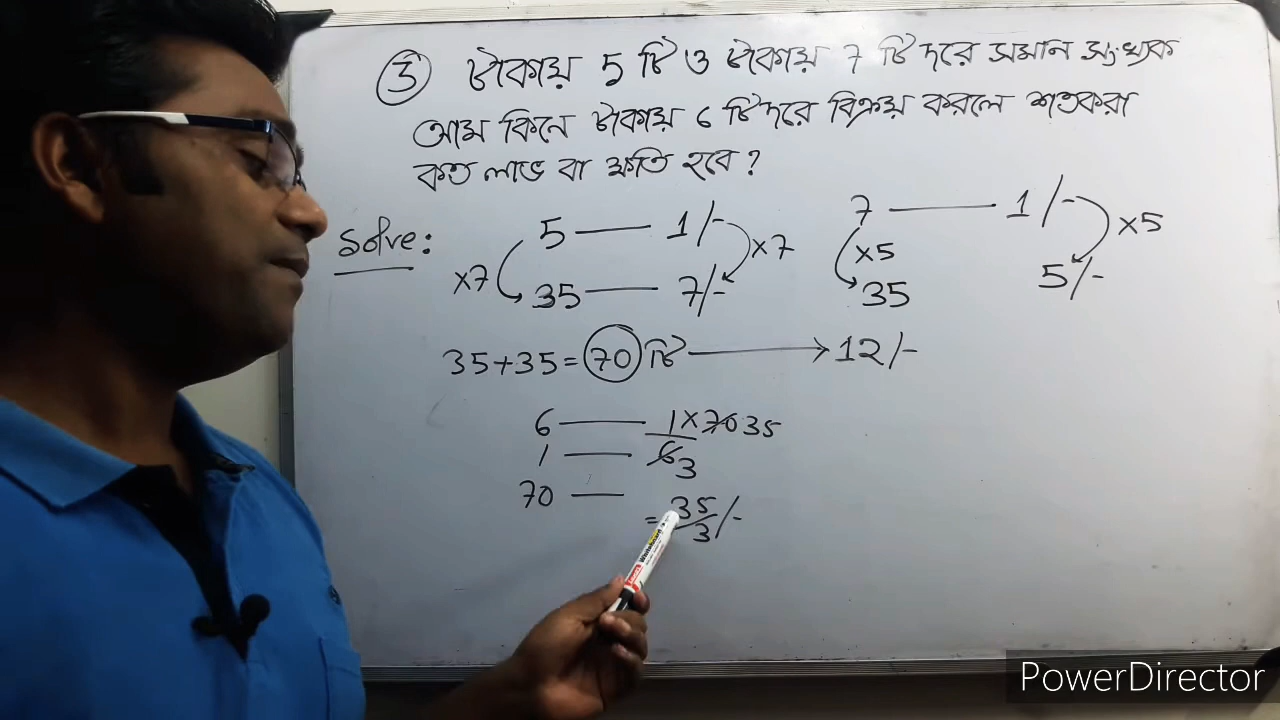 ③ টাকায় 5 টি ও টাকায় 7 টি দরে সমান সংখ্যক
আম কিনে টাকায় 6 টি দরে বিক্রয় করলে শতকরা
কত লাভ বা ক্ষতি হবে ?
Solve:
5 — 1/-
×7 ×7
35 — 7/-
7 — 1/-
×5 ×5
35 5/-
35+35=70 টি → 12/-
6 — 1×70 35
1 — 6 3
70 —
= 35/3 /-
PowerDirector